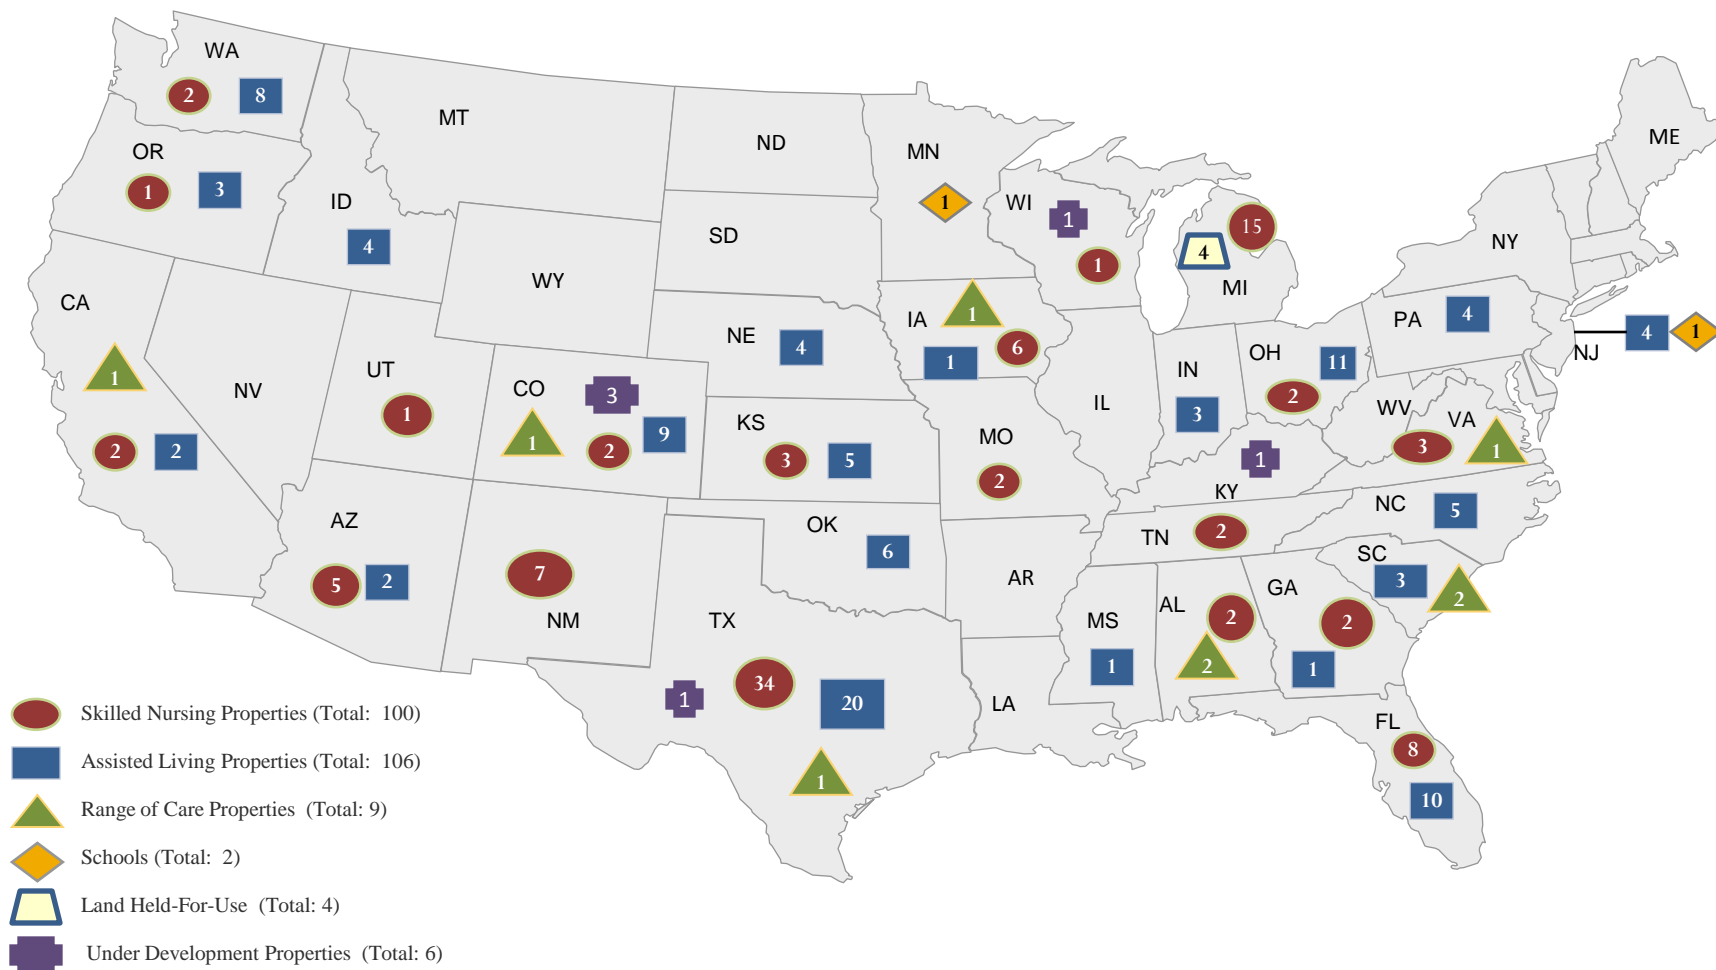 WA
2
8
MT
ND
MN
1
ME
OR
1
3
ID
4
SD
WI
1
1
15
4
MI
NY
WY
CA
1
2
2
NV
UT
1
CO
3
1
2
9
NE
4
IA
1
1
6
IL
IN
3
OH
11
2
PA
4
NJ
4
1
KS
3
5
MO
2
WV
VA
3
1
KY
1
AZ
5
2
NM
7
OK
6
AR
TN
2
NC
5
SC
3
2
TX
1
34
20
1
LA
MS
1
AL
2
2
GA
2
1
FL
8
10
Skilled Nursing Properties (Total: 100)
Assisted Living Properties (Total: 106)
Range of Care Properties (Total: 9)
Schools (Total: 2)
Land Held-For-Use (Total: 4)
Under Development Properties (Total: 6)